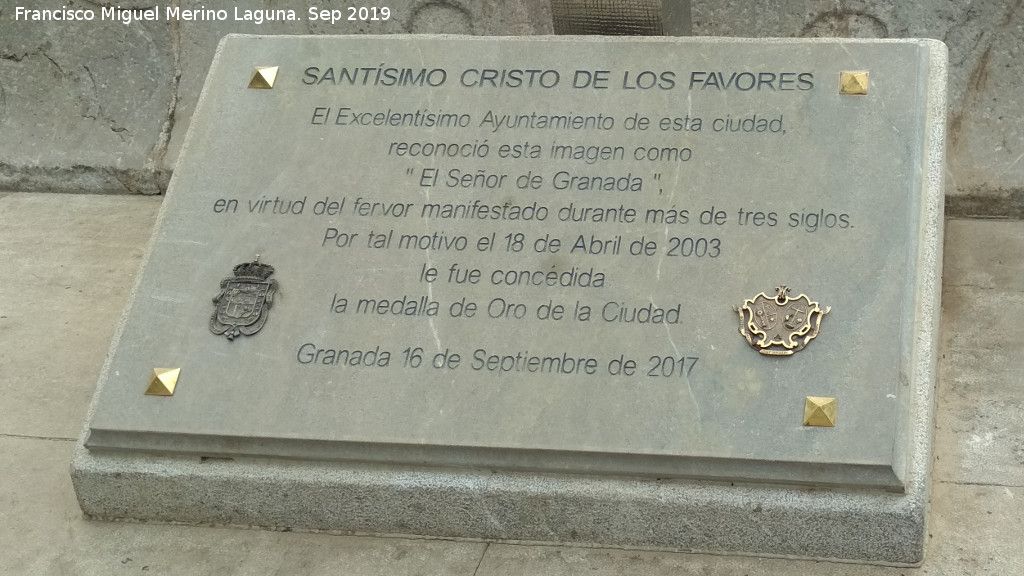 Francisco Miguel Merino Laguna. Sep 2019
SANTÍSIMO CRISTO DE LOS FAVORES
El Excelentísimo Ayuntamiento de esta ciudad,
reconoció esta imagen como
" El Señor de Granada ",
en virtud del fervor manifestado durante más de tres siglos.
Por tal motivo el 18 de Abril de 2003
le fue concédida
la medalla de Oro de la Ciudad.
Granada 16 de Septiembre de 2017